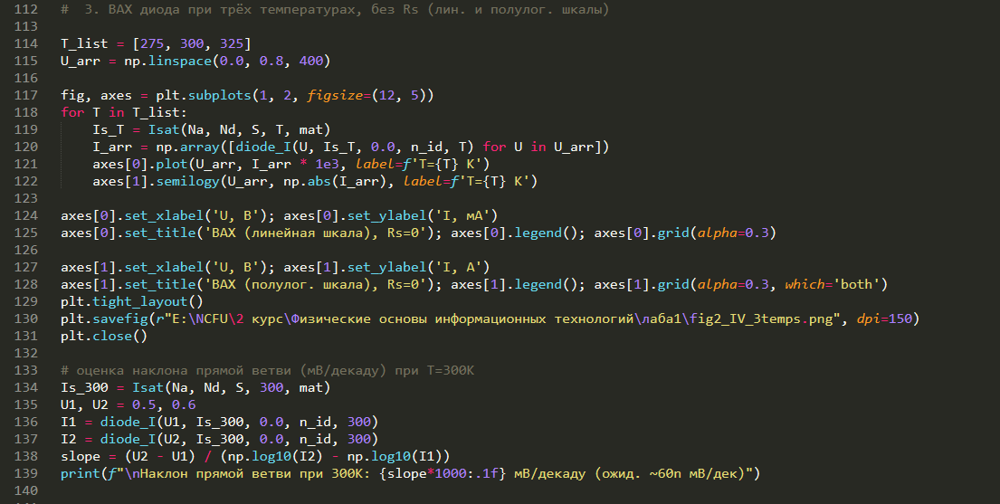 112 # 3. ВАХ диода при трёх температурах, без Rs (лин. и полулог. шкалы)
113
114 T_list = [275, 300, 325]
115 U_arr = np.linspace(0.0, 0.8, 400)
116
117 fig, axes = plt.subplots(1, 2, figsize=(12, 5))
118 for T in T_list:
119     Is_T = Isat(Na, Nd, S, T, mat)
120     I_arr = np.array([diode_I(U, Is_T, 0.0, n_id, T) for U in U_arr])
121     axes[0].plot(U_arr, I_arr * 1e3, label=f'T={T} K')
122     axes[1].semilogy(U_arr, np.abs(I_arr), label=f'T={T} K')
123
124 axes[0].set_xlabel('U, В'); axes[0].set_ylabel('I, мА')
125 axes[0].set_title('ВАХ (линейная шкала), Rs=0'); axes[0].legend(); axes[0].grid(alpha=0.3)
126
127 axes[1].set_xlabel('U, В'); axes[1].set_ylabel('I, А')
128 axes[1].set_title('ВАХ (полулог. шкала), Rs=0'); axes[1].legend(); axes[1].grid(alpha=0.3, which='both')
129 plt.tight_layout()
130 plt.savefig(r"E:\NCFU\2 курс\Физические основы информационных технологий\лаба1\fig2_IV_3temps.png", dpi=150)
131 plt.close()
132
133 # оценка наклона прямой ветви (мВ/декаду) при T=300K
134 Is_300 = Isat(Na, Nd, S, 300, mat)
135 U1, U2 = 0.5, 0.6
136 I1 = diode_I(U1, Is_300, 0.0, n_id, 300)
137 I2 = diode_I(U2, Is_300, 0.0, n_id, 300)
138 slope = (U2 - U1) / (np.log10(I2) - np.log10(I1))
139 print(f"\nНаклон прямой ветви при 300K: {slope*1000:.1f} мВ/декаду (ожид. ~60n мВ/дек)")
140